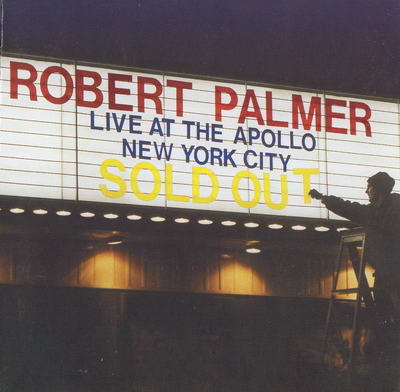 ROBERT PALMER
LIVE AT THE APOLLO
NEW YORK CITY
SOLD OUT